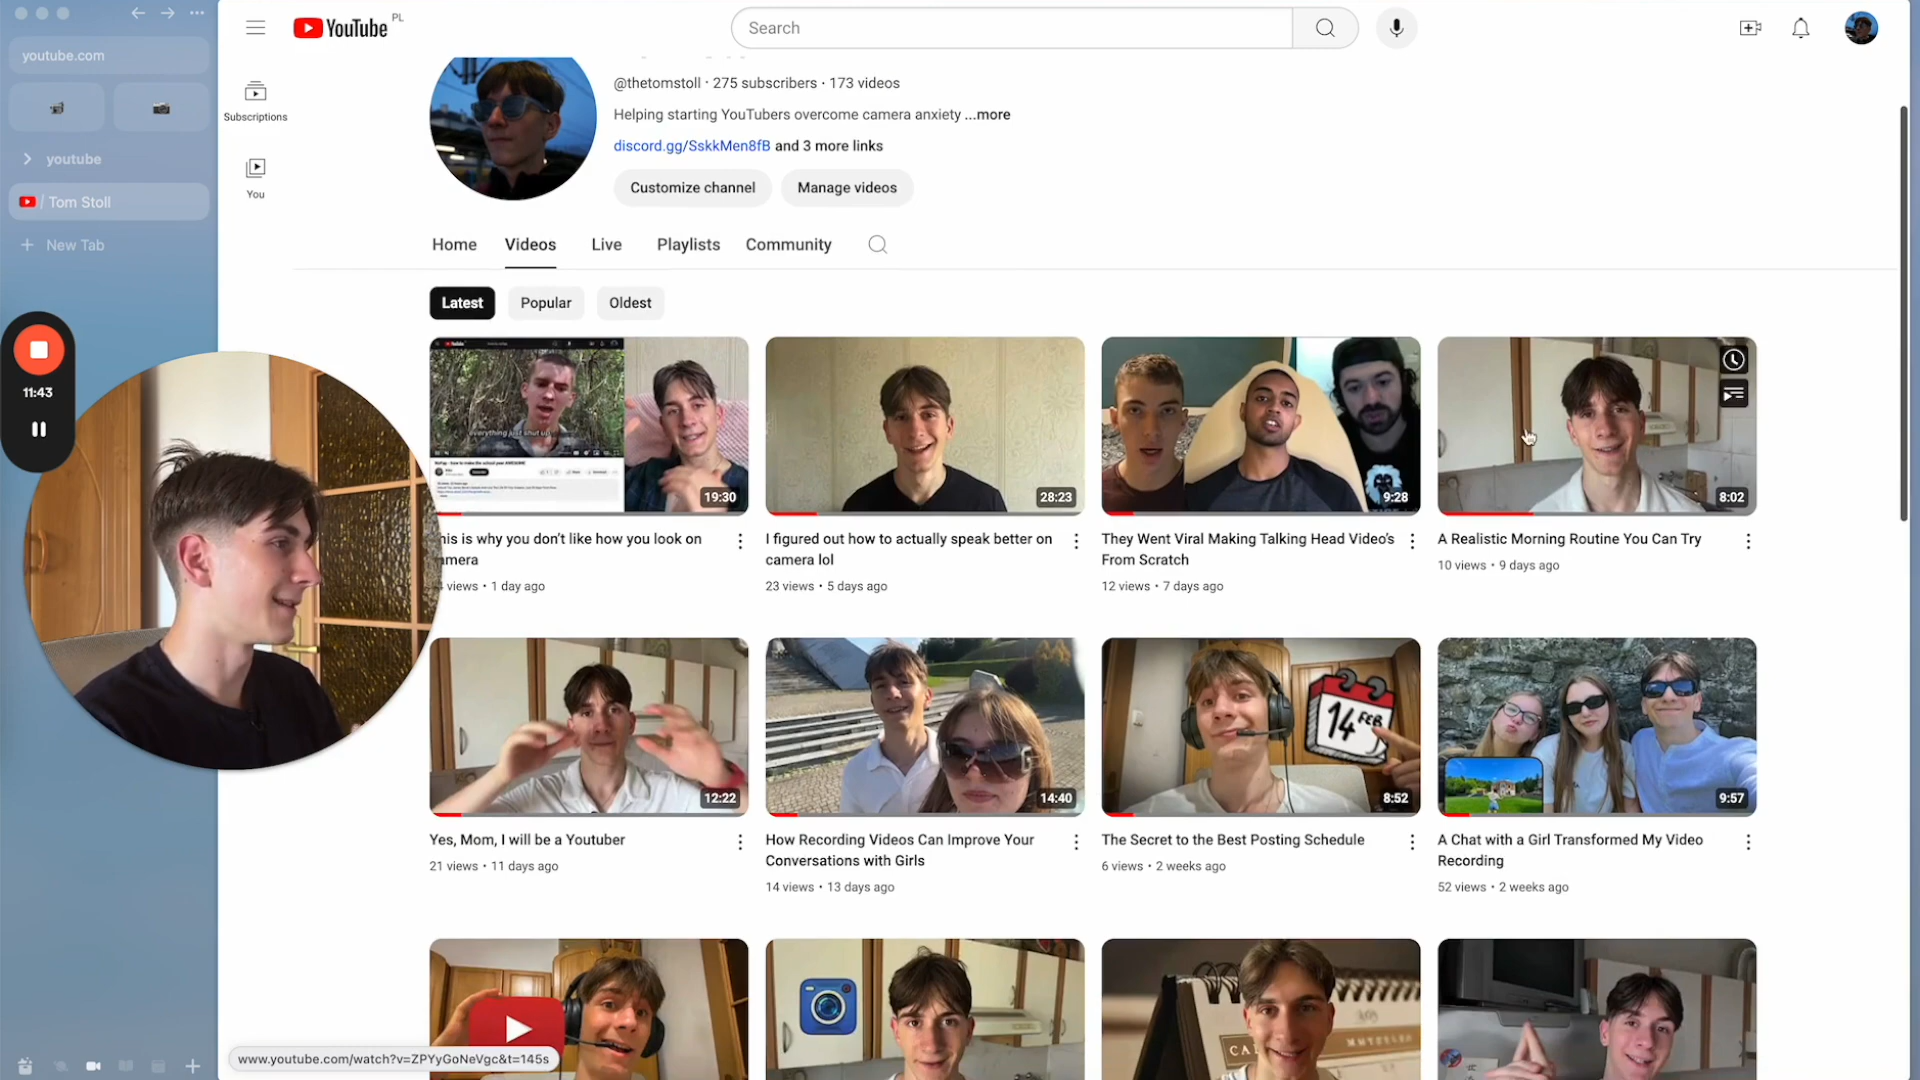 youtube.com
youtube
/ Tom Stoll
+ New Tab
11:43
YouTube PL
Search
Subscriptions
You
@thetomstoll · 275 subscribers · 173 videos
Helping starting YouTubers overcome camera anxiety ...more
discord.gg/SskkMen8fB and 3 more links
Customize channel
Manage videos
Home
Videos
Live
Playlists
Community
Latest
Popular
Oldest
everything just shut up
19:30
28:23
9:28
8:02
his is why you don't like how you look on
mera
views • 1 day ago
I figured out how to actually speak better on
camera lol
23 views • 5 days ago
They Went Viral Making Talking Head Video's
From Scratch
12 views • 7 days ago
A Realistic Morning Routine You Can Try
10 views • 9 days ago
12:22
14:40
14 FEB
8:52
9:57
Yes, Mom, I will be a Youtuber
21 views • 11 days ago
How Recording Videos Can Improve Your
Conversations with Girls
14 views • 13 days ago
The Secret to the Best Posting Schedule
6 views • 2 weeks ago
A Chat with a Girl Transformed My Video
Recording
52 views • 2 weeks ago
www.youtube.com/watch?v=ZPYyGoNeVgc&t=145s